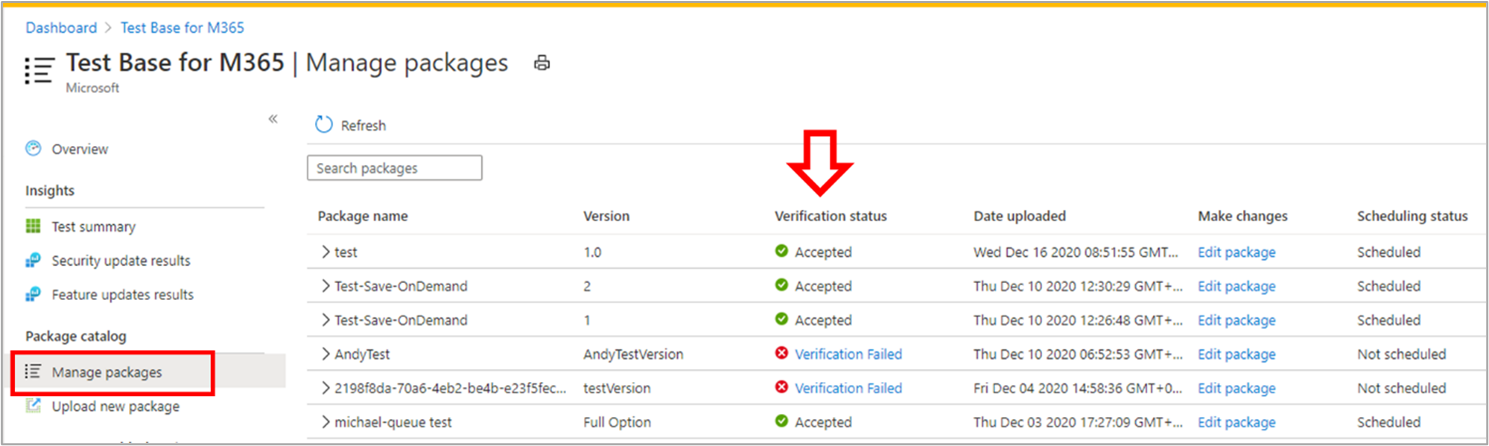 Dashboard > Test Base for M365
Test Base for M365 | Manage packages
Microsoft
«
Refresh
Overview
Search packages
Insights
Package name Version Verification status Date uploaded Make changes Scheduling status
Test summary
> test 1.0 Accepted Wed Dec 16 2020 08:51:55 GMT... Edit package Scheduled
Security update results
> Test-Save-OnDemand 2 Accepted Thu Dec 10 2020 12:30:29 GMT+... Edit package Scheduled
Feature updates results
> Test-Save-OnDemand 1 Accepted Thu Dec 10 2020 12:26:48 GMT+... Edit package Scheduled
Package catalog
> AndyTest AndyTestVersion Verification Failed Thu Dec 10 2020 06:52:53 GMT+... Edit package Not scheduled
Manage packages
> 2198f8da-70a6-4eb2-be4b-e23f5fec... testVersion Verification Failed Fri Dec 04 2020 14:58:36 GMT+0... Edit package Not scheduled
Upload new package
> michael-queue test Full Option Accepted Thu Dec 03 2020 17:27:09 GMT+... Edit package Scheduled